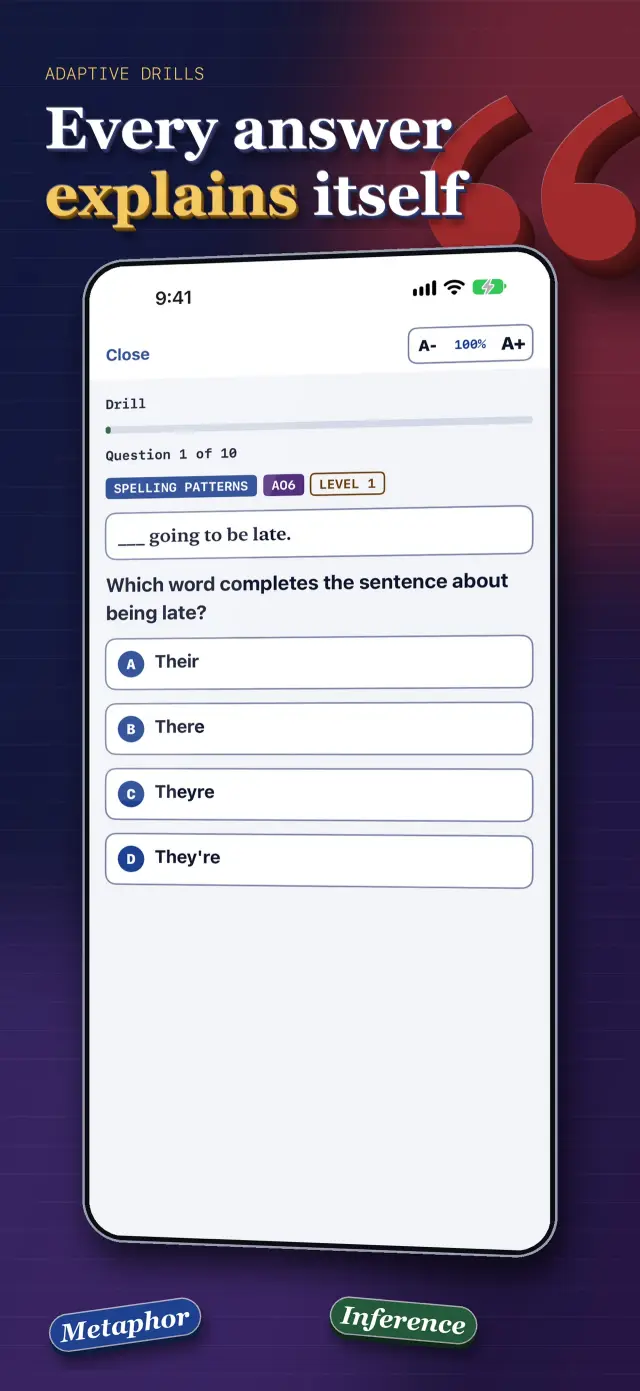 ADAPTIVE DRILLS
Every answer
explains itself
9:41
Close
A- 100% A+
Drill
Question 1 of 10
SPELLING PATTERNS AO6 LEVEL 1
___ going to be late.
Which word completes the sentence about
being late?
A Their
B There
C Theyre
D They're
Metaphor
Inference